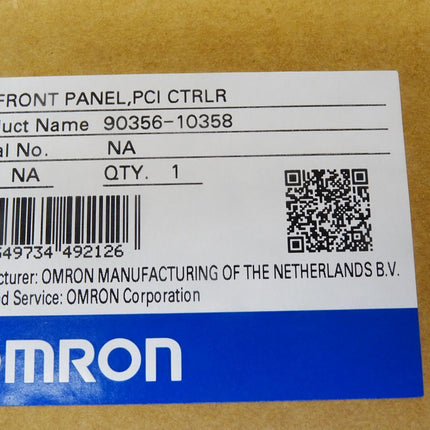 FRONT PANEL,PCI CTRLR
uct Name 90356-10358
al No. NA
NA QTY. 1
49734 492126
cturer: OMRON MANUFACTURING OF THE NETHERLANDS B.V.
d Service: OMRON Corporation
OMRON